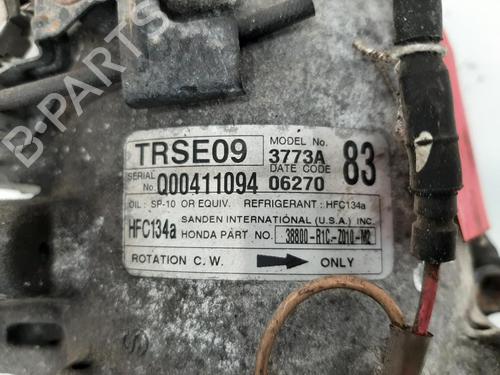 B-PARTS
TRSE09
MODEL No.
3773A
83
SERIAL No. Q00411094
DATE CODE
06270
OIL: SP-10 OR EQUIV. REFRIGERANT: HFC134a
HFC134a
SANDEN INTERNATIONAL (U.S.A.) INC.
HONDA PART NO. 38800-R1C-Z010-M2
ROTATION C.W. ONLY